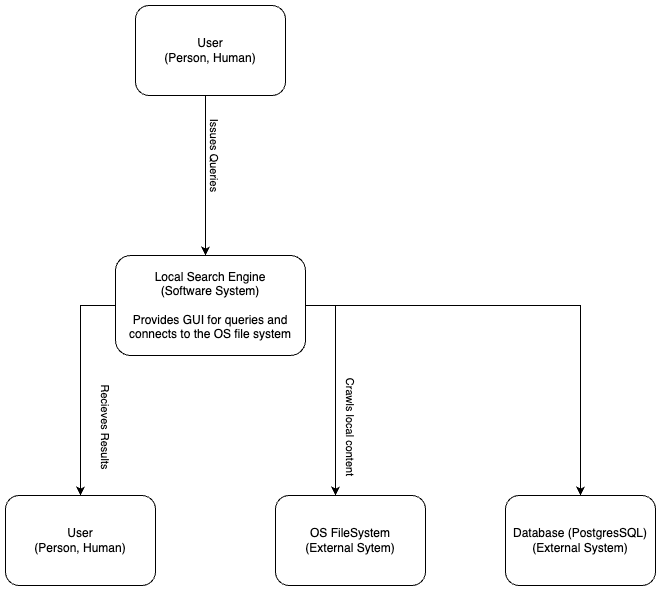 User
(Person, Human)
Issues Queries
Local Search Engine
(Software System)
Provides GUI for queries and
connects to the OS file system
Recieves Results
Crawls local content
User
(Person, Human)
OS FileSystem
(External Sytem)
Database (PostgresSQL)
(External System)